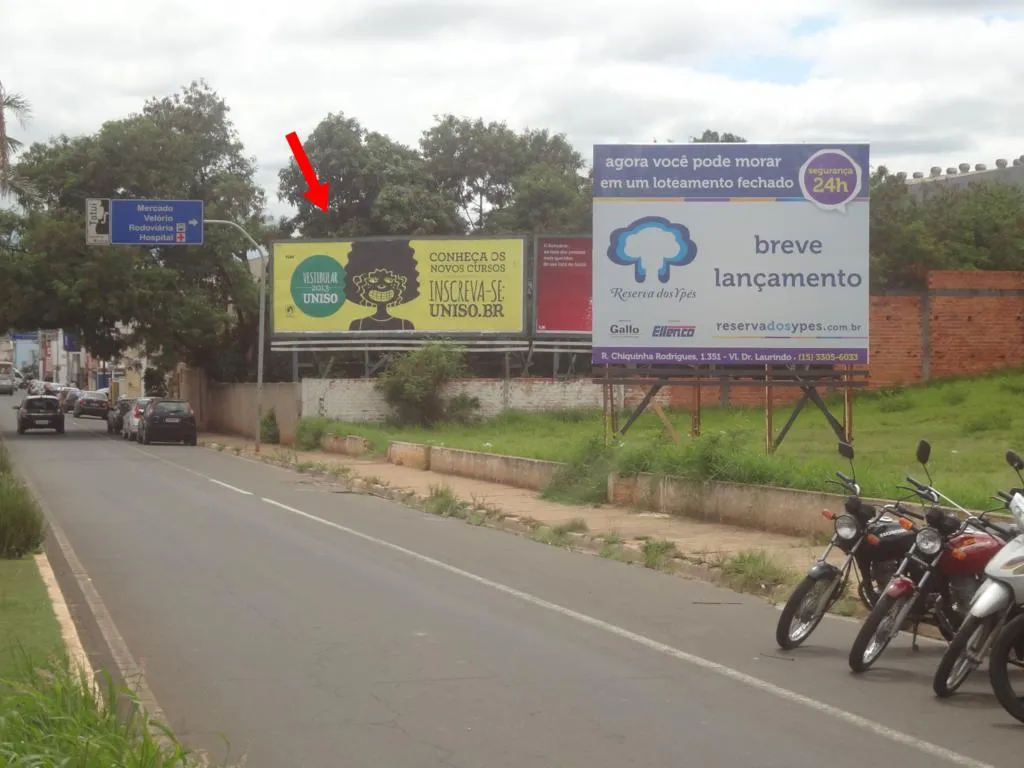 Mercado
Velório
Rodoviária
Hospital
VESTIBULAR
2013
UNISO
CONHEÇA OS
NOVOS CURSOS
INSCREVA-SE:
UNISO.BR
agora você pode morar
em um loteamento fechado
segurança
24h
breve
lançamento
Reserva dos Ypés
Gallo
Ellenco
reservadosypes.com.br
R. Chiquinha Rodrigues, 1.351 - Vl. Dr. Laurindo • (15) 3305-6033